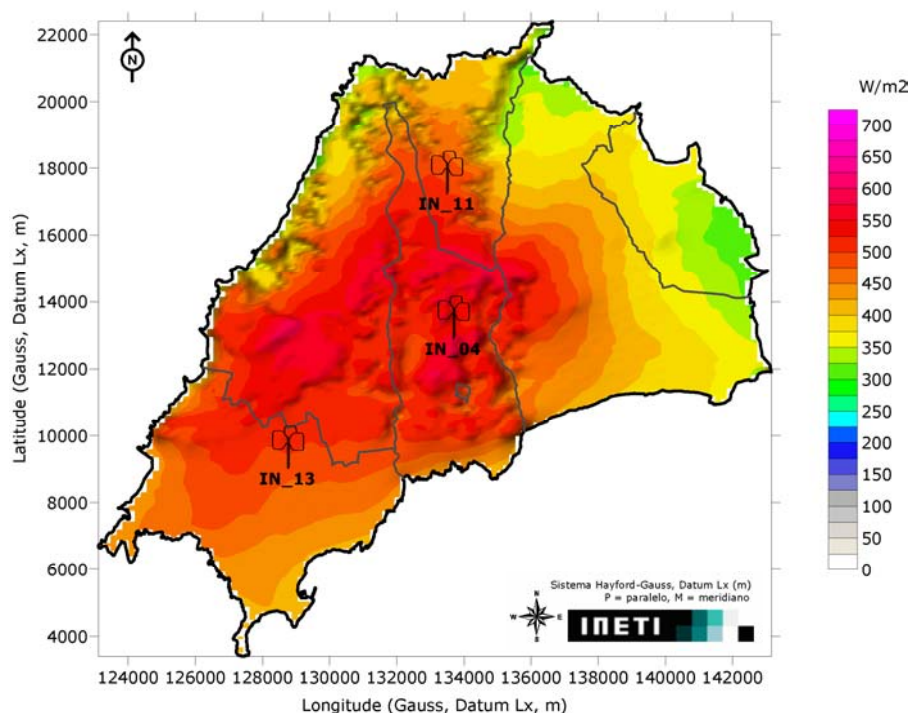 22000
20000
18000
16000
14000
12000
10000
8000
6000
4000
Latitude (Gauss, Datum Lx, m)
N
IN_11
IN_04
IN_13
124000 126000 128000 130000 132000 134000 136000 138000 140000 142000
Longitude (Gauss, Datum Lx, m)
Sistema Hayford-Gauss, Datum Lx (m)
P = paralelo, M = meridiano
N
W E
S
INETI
W/m2
700
650
600
550
500
450
400
350
300
250
200
150
100
50
0